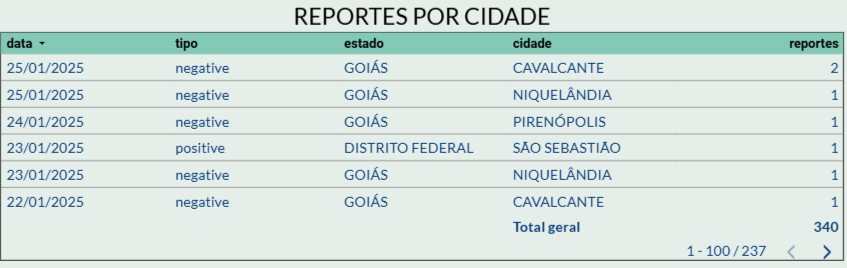 REPORTES POR CIDADE
data tipo estado cidade reportes
25/01/2025 negative GOIÁS CAVALCANTE 2
25/01/2025 negative GOIÁS NIQUELÂNDIA 1
24/01/2025 negative GOIÁS PIRENÓPOLIS 1
23/01/2025 positive DISTRITO FEDERAL SÃO SEBASTIÃO 1
23/01/2025 negative GOIÁS NIQUELÂNDIA 1
22/01/2025 negative GOIÁS CAVALCANTE 1
Total geral 340
1 - 100 / 237